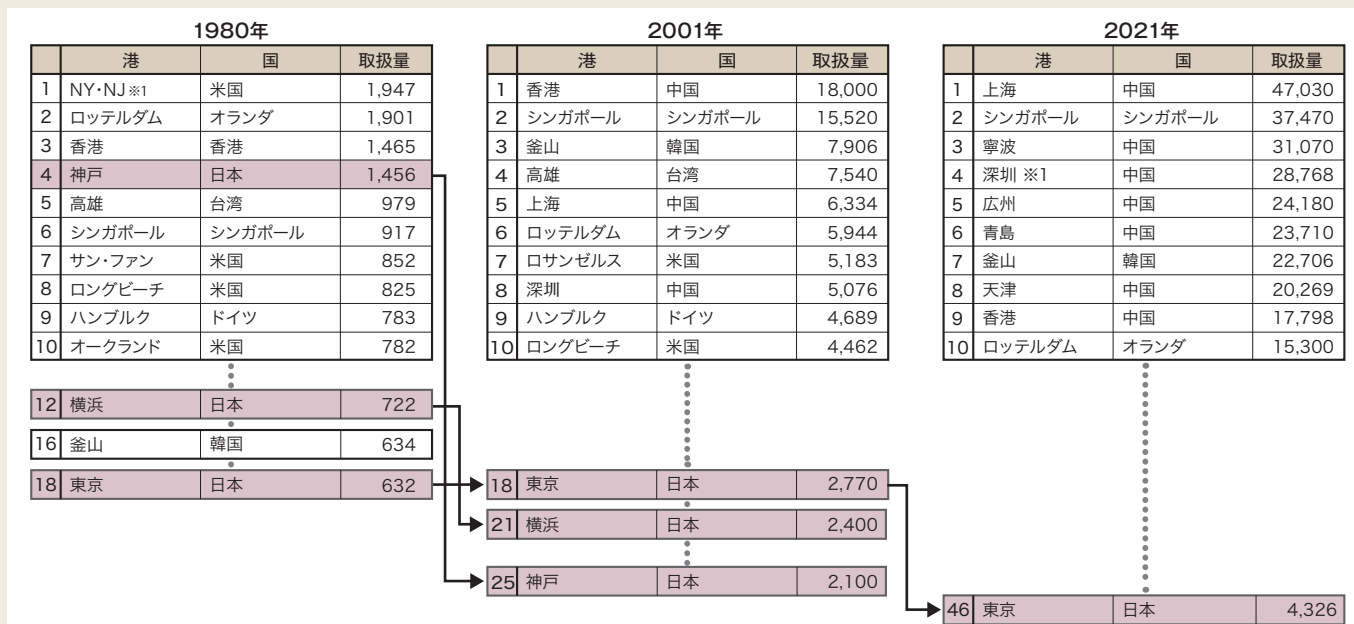 1980年
港 国 取扱量
1 NY・NJ※1 米国 1,947
2 ロッテルダム オランダ 1,901
3 香港 香港 1,465
4 神戸 日本 1,456
5 高雄 台湾 979
6 シンガポール シンガポール 917
7 サン・ファン 米国 852
8 ロングビーチ 米国 825
9 ハンブルク ドイツ 783
10 オークランド 米国 782
12 横浜 日本 722
16 釜山 韓国 634
18 東京 日本 632
2001年
港 国 取扱量
1 香港 中国 18,000
2 シンガポール シンガポール 15,520
3 釜山 韓国 7,906
4 高雄 台湾 7,540
5 上海 中国 6,334
6 ロッテルダム オランダ 5,944
7 ロサンゼルス 米国 5,183
8 深圳 中国 5,076
9 ハンブルク ドイツ 4,689
10 ロングビーチ 米国 4,462
18 東京 日本 2,770
21 横浜 日本 2,400
25 神戸 日本 2,100
2021年
港 国 取扱量
1 上海 中国 47,030
2 シンガポール シンガポール 37,470
3 寧波 中国 31,070
4 深圳 ※1 中国 28,768
5 広州 中国 24,180
6 青島 中国 23,710
7 釜山 韓国 22,706
8 天津 中国 20,269
9 香港 中国 17,798
10 ロッテルダム オランダ 15,300
46 東京 日本 4,326